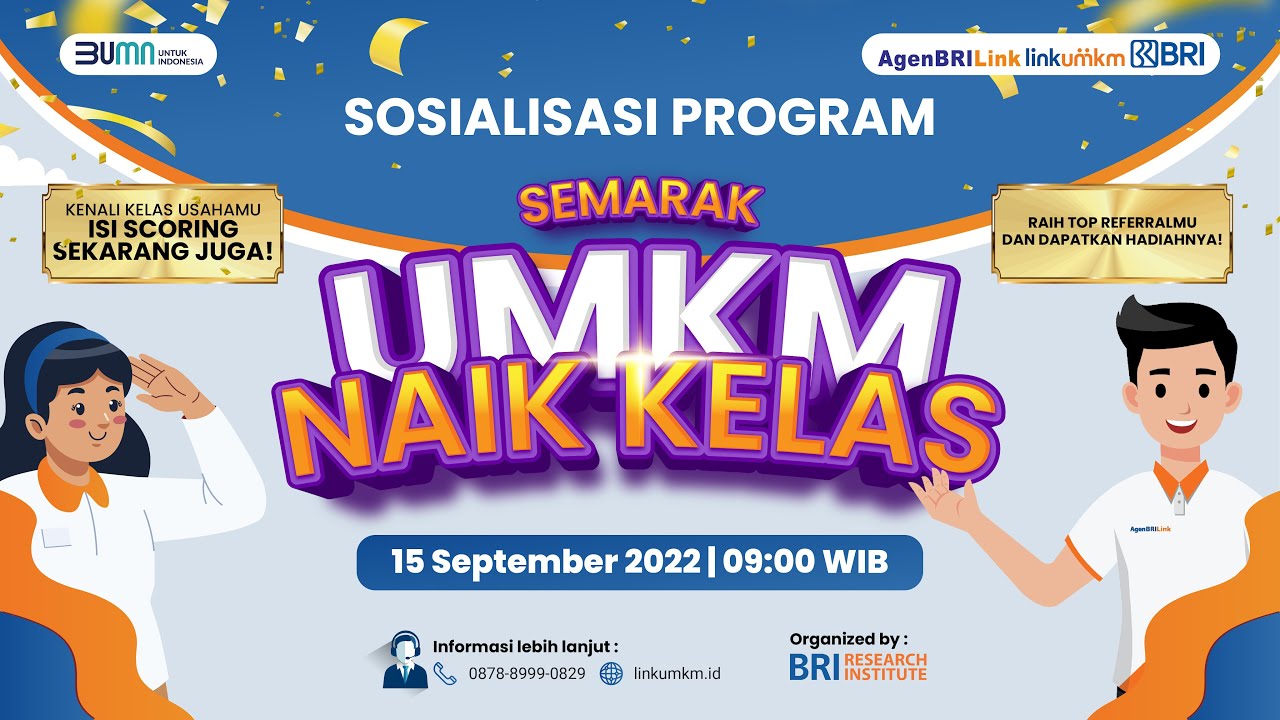 BUMN UNTUK
INDONESIA
AgenBRILink linkumkm BRI
SOSIALISASI PROGRAM
KENALI KELAS USAHAMU
ISI SCORING
SEKARANG JUGA!
SEMARAK
UMKM
NAIK KELAS
RAIH TOP REFERRALMU
DAN DAPATKAN HADIAHNYA!
AgenBRILink
15 September 2022 | 09:00 WIB
Informasi lebih lanjut :
0878-8999-0829 linkumkm.id
Organized by :
BRI RESEARCH
INSTITUTE